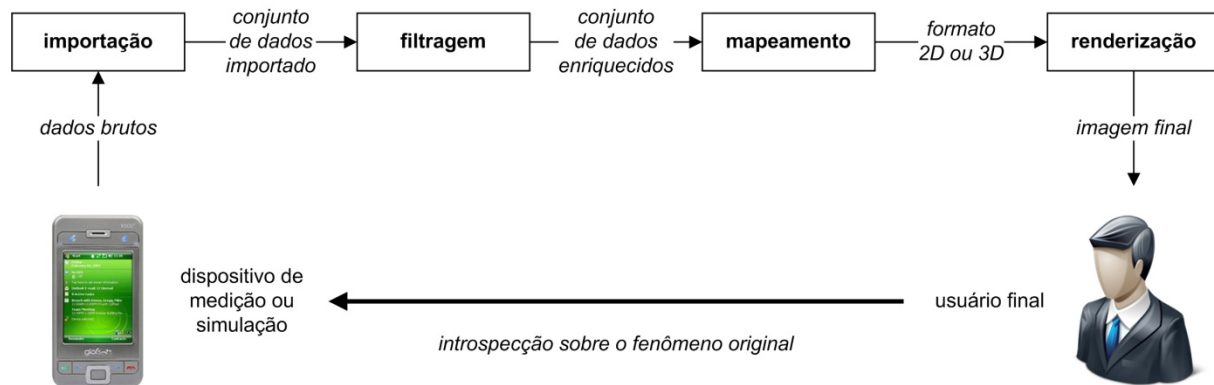 importação
conjunto
de dados
importado
filtragem
conjunto
de dados
enriquecidos
mapeamento
formato
2D ou 3D
renderização
dados brutos
imagem final
dispositivo de
medição ou
simulação
usuário final
introspecção sobre o fenômeno original